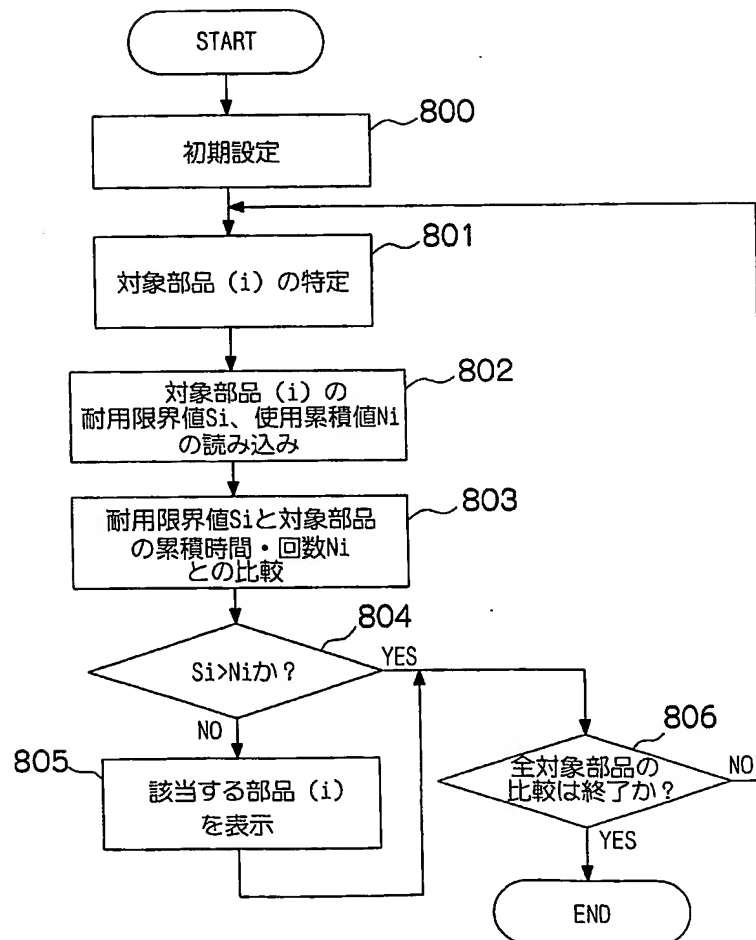 START
800
初期設定
801
対象部品 (i) の特定
802
対象部品 (i) の
耐用限界値Si、使用累積値Ni
の読み込み
803
耐用限界値Siと対象部品
の累積時間・回数Ni
との比較
804
Si>Niか?
YES
NO
805
該当する部品 (i)
を表示
806
全対象部品の
比較は終了か?
NO
YES
END